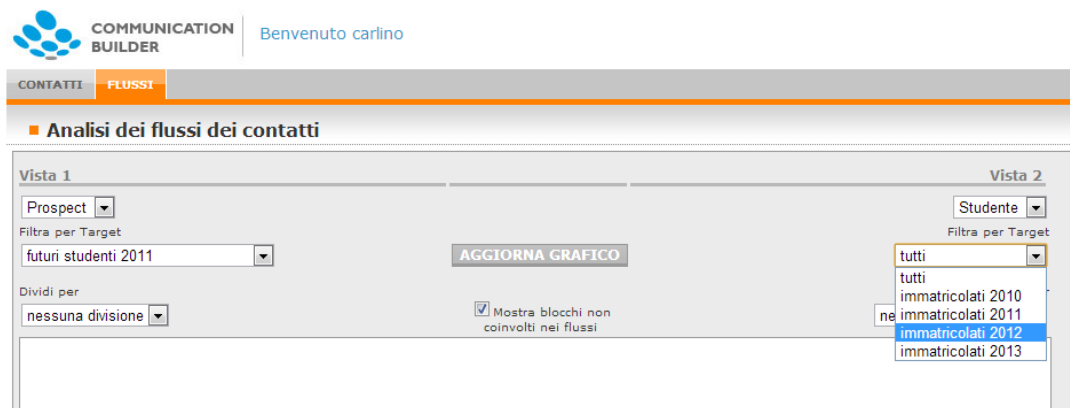 COMMUNICATION
BUILDER
Benvenuto carlino
CONTATTI
FLUSSI
Analisi dei flussi dei contatti
Vista 1
Vista 2
Prospect
Studente
Filtra per Target
Filtra per Target
futuri studenti 2011
AGGIORNA GRAFICO
tutti
tutti
immatricolati 2010
immatricolati 2011
immatricolati 2012
immatricolati 2013
Dividi per
nessuna divisione
Mostra blocchi non
coinvolti nei flussi